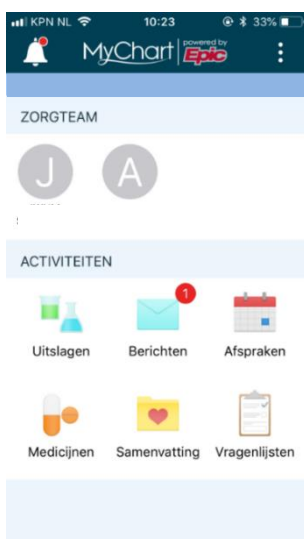 KPN NL 10:23 33%
MyChart powered by Epic
ZORGTEAM
J A
ACTIVITEITEN
1
Uitslagen Berichten Afspraken
Medicijnen Samenvatting Vragenlijsten